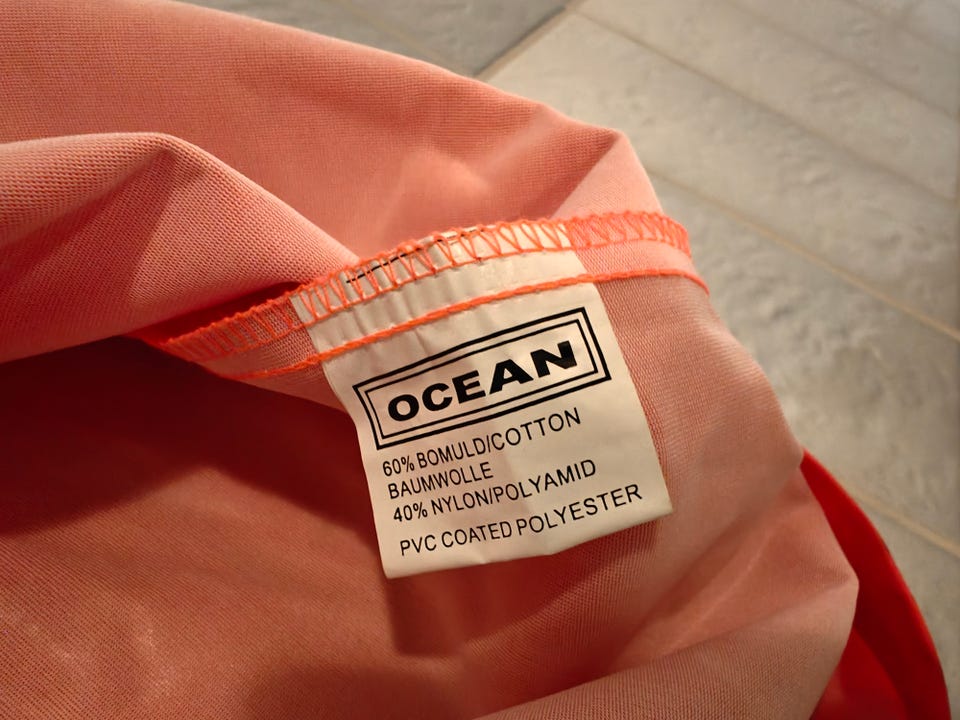 OCEAN
60% BOMULD/COTTON
BAUMWOLLE
40% NYLON/POLYAMID
PVC COATED POLYESTER